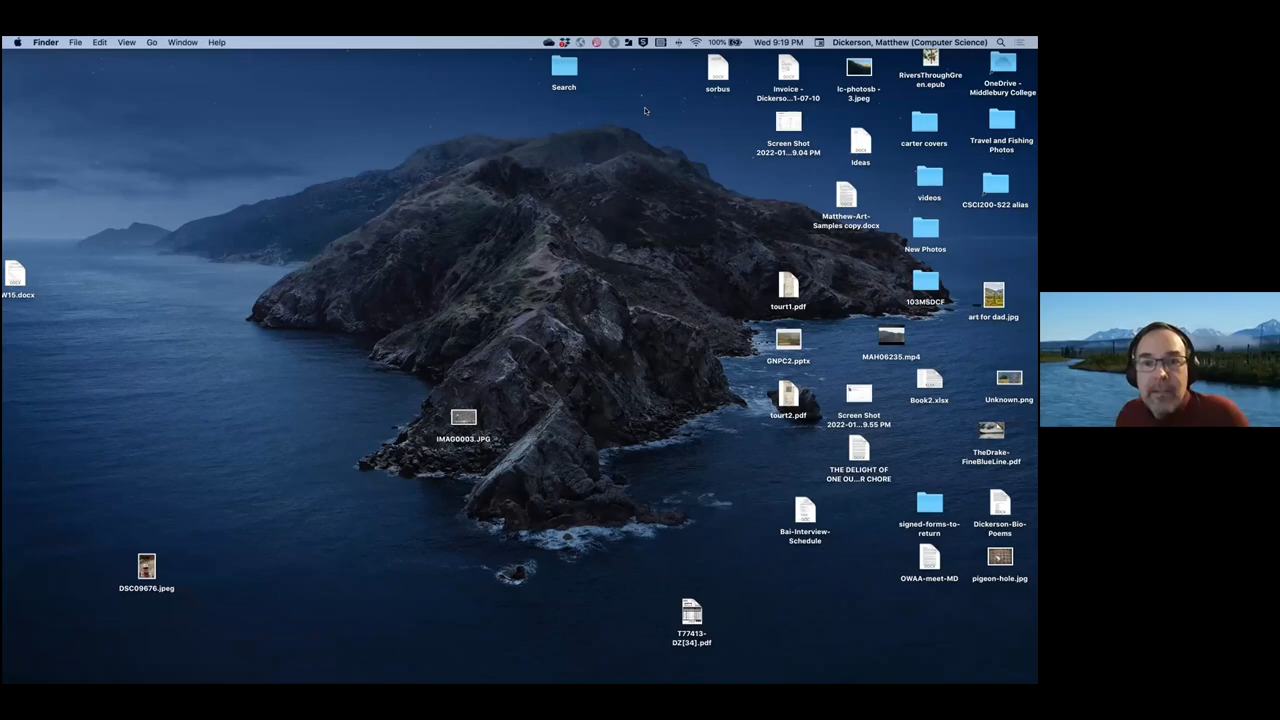 Finder File Edit View Go Window Help
100% Wed 9:19 PM Dickerson, Matthew (Computer Science)
Search
sorbus
Invoice -
Dickerso...1-07-10
lc-photosb -
3.jpeg
RiversThroughGre
en.epub
OneDrive -
Middlebury College
Screen Shot
2022-01...9.04 PM
Ideas
carter covers
Travel and Fishing
Photos
Matthew-Art-
Samples copy.docx
videos
CSCI200-S22 alias
New Photos
W15.docx
tourt1.pdf
103MSDCF
art for dad.jpg
GNPC2.pptx
MAH06235.mp4
tourt2.pdf
Screen Shot
2022-01...9.55 PM
Book2.xlsx
Unknown.png
IMAG0003.JPG
THE DELIGHT OF
ONE OU...R CHORE
TheDrake-
FineBlueLine.pdf
Bai-Interview-
Schedule
signed-forms-to-
return
Dickerson-Bio-
Poems
DSC09676.jpeg
OWAA-meet-MD
pigeon-hole.jpg
T77413-
DZ[34].pdf